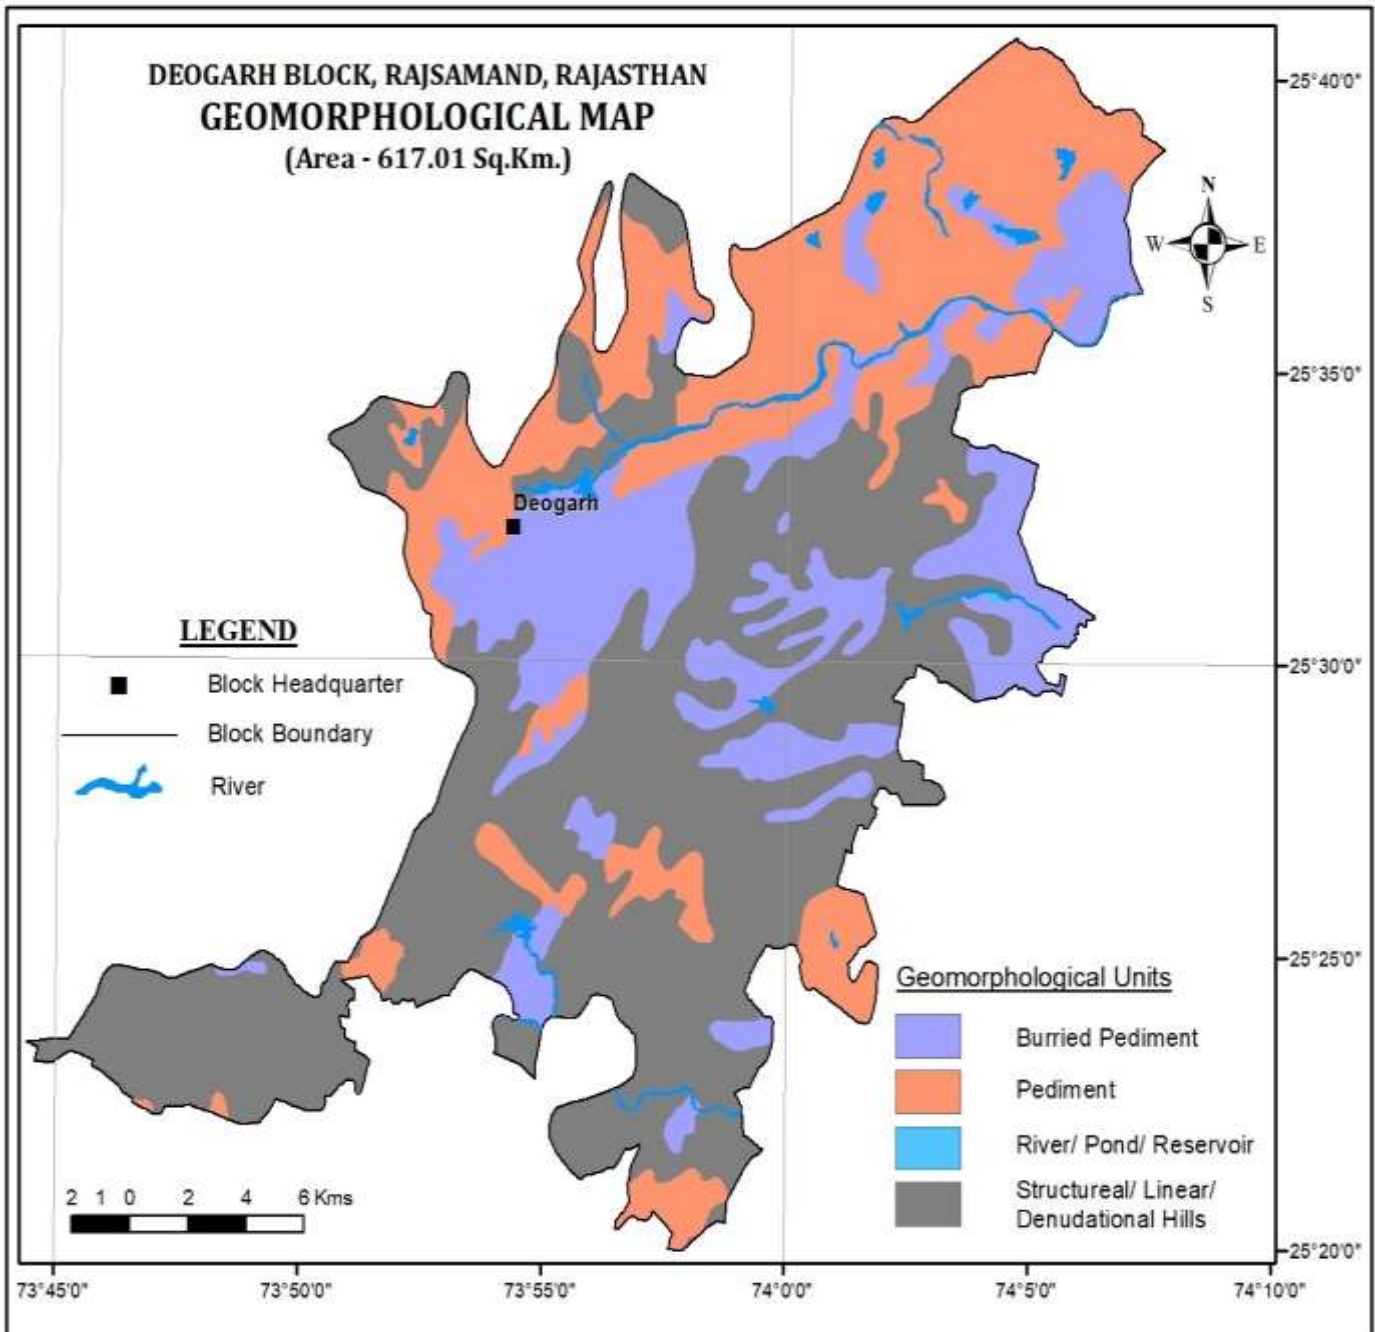 DEOGARH BLOCK, RAJSAMAND, RAJASTHAN
GEOMORPHOLOGICAL MAP
(Area - 617.01 Sq.Km.)
25°40'0"
N
W E
S
25°35'0"
Deogarh
LEGEND
Block Headquarter
Block Boundary
River
25°30'0"
25°25'0"
Geomorphological Units
Burried Pediment
Pediment
River/ Pond/ Reservoir
Structureal/ Linear/
Denudational Hills
2 1 0 2 4 6 Kms
25°20'0"
73°45'0" 73°50'0" 73°55'0" 74°0'0" 74°5'0" 74°10'0"